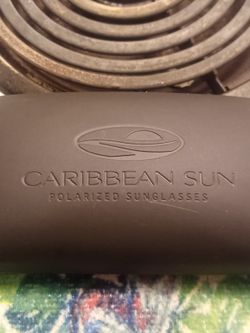 CARIBBEAN SUN
POLARIZED SUNGLASSES